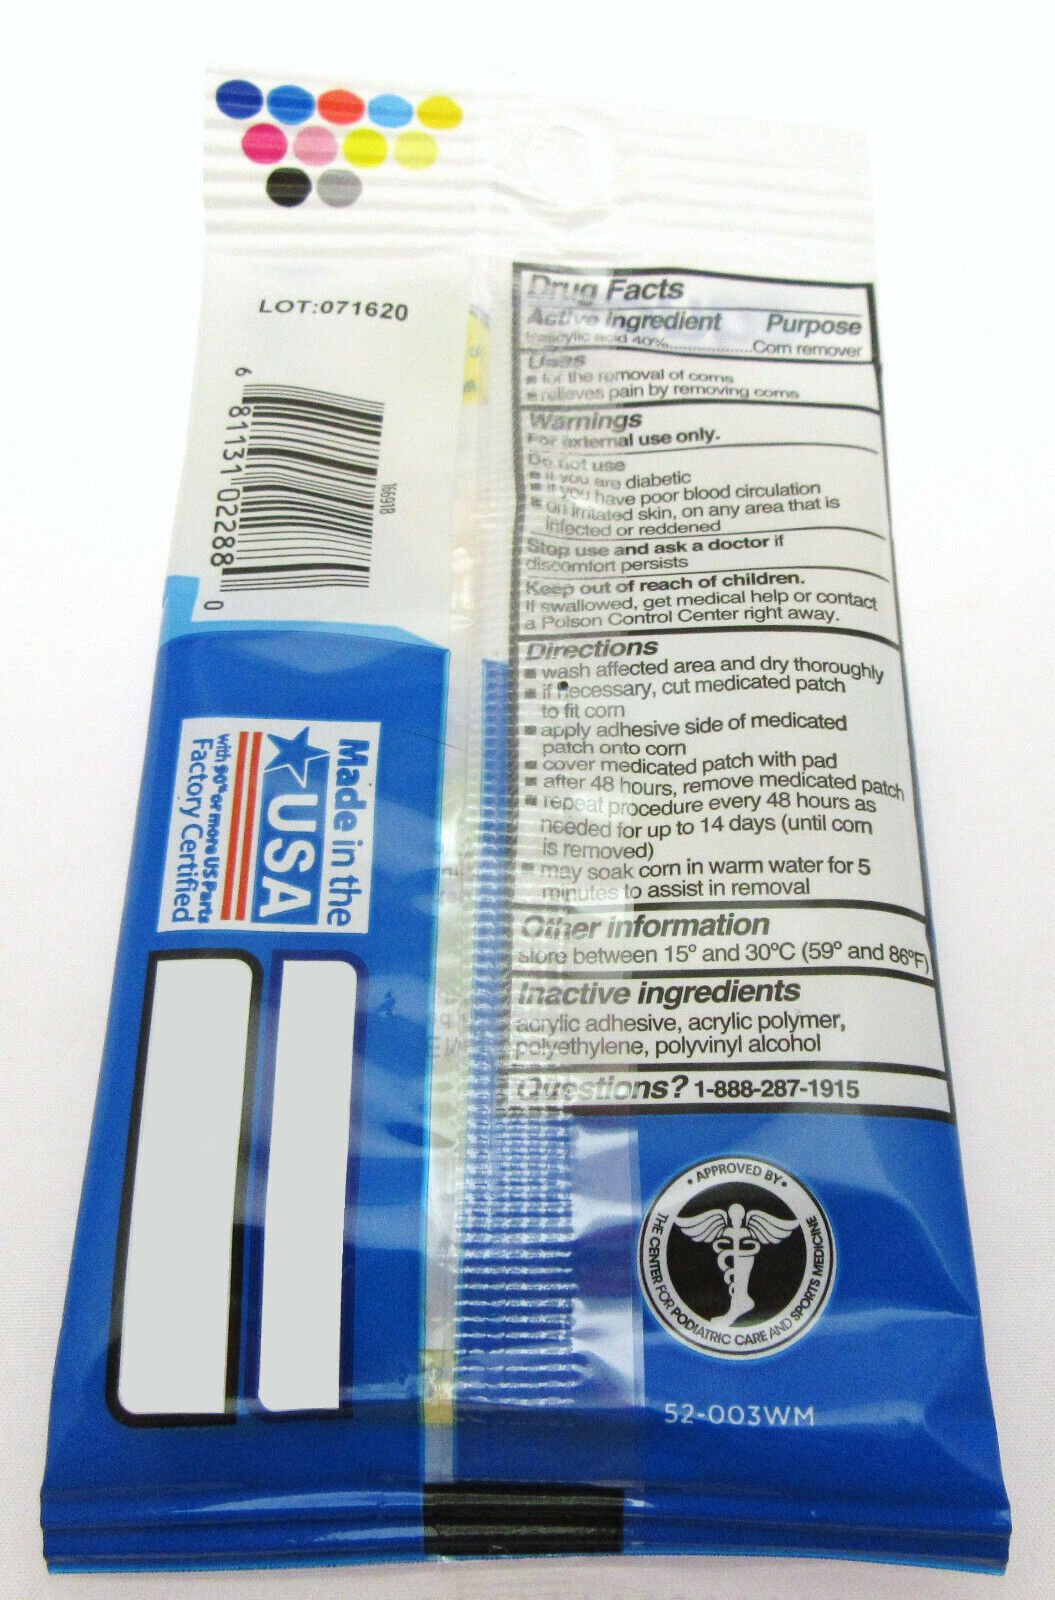 LOT:071620
6 81131 02288 0
166918
Made in the
USA
with 90% or more US Parts
Factory Certified
Drug Facts
Active ingredient Purpose
Salicylic acid 40%..................Corn remover
Uses
▪ for the removal of corns
▪ relieves pain by removing corns
Warnings
For external use only.
Do not use
▪ if you are diabetic
▪ if you have poor blood circulation
▪ on irritated skin, on any area that is
infected or reddened
Stop use and ask a doctor if
discomfort persists
Keep out of reach of children.
If swallowed, get medical help or contact
a Poison Control Center right away.
Directions
▪ wash affected area and dry thoroughly
▪ if necessary, cut medicated patch
to fit corn
▪ apply adhesive side of medicated
patch onto corn
▪ cover medicated patch with pad
▪ after 48 hours, remove medicated patch
▪ repeat procedure every 48 hours as
needed for up to 14 days (until corn
is removed)
▪ may soak corn in warm water for 5
minutes to assist in removal
Other information
store between 15º and 30ºC (59º and 86ºF)
Inactive ingredients
acrylic adhesive, acrylic polymer,
polyethylene, polyvinyl alcohol
Questions? 1-888-287-1915
• APPROVED BY •
THE CENTER FOR PODIATRIC CARE AND SPORTS MEDICINE
52-003WM